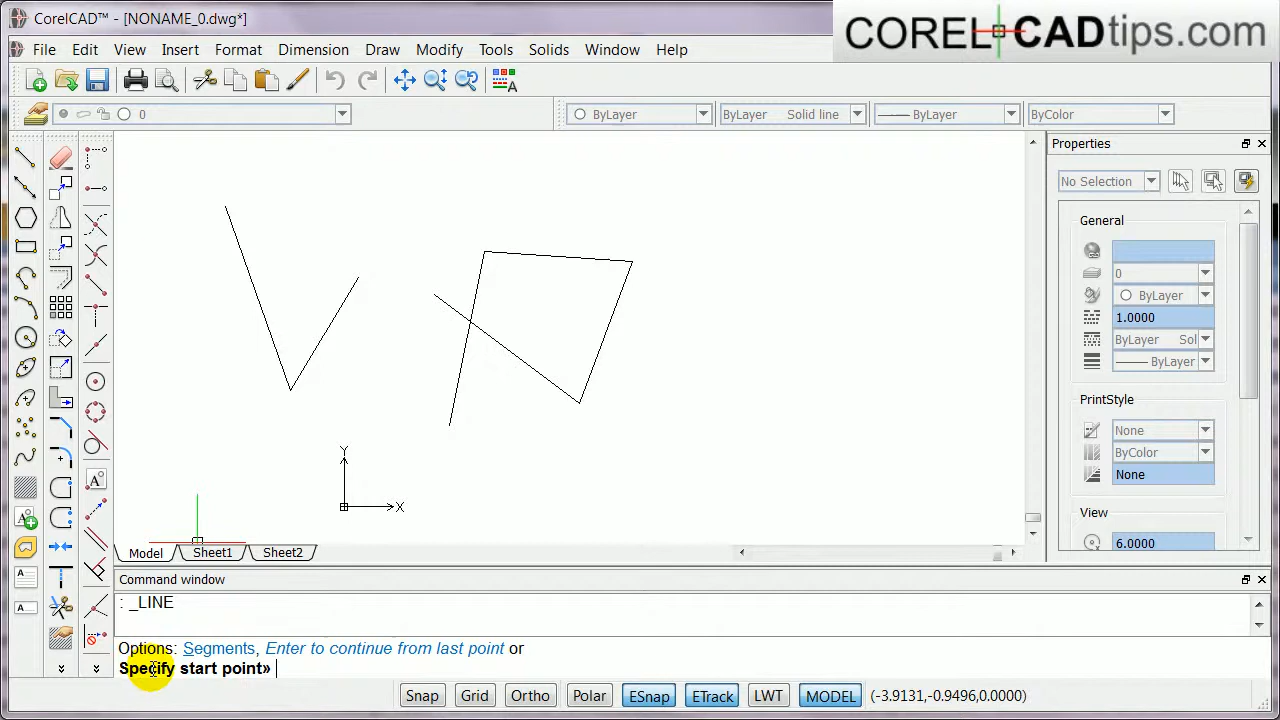 CorelCAD™ - [NONAME_0.dwg*]
COREL CADtips.com
File Edit View Insert Format Dimension Draw Modify Tools Solids Window Help
0 ByLayer ByLayer Solid line ByLayer ByColor
Properties
No Selection
General
0
ByLayer
1.0000
ByLayer Sol
ByLayer
PrintStyle
None
ByColor
None
View
6.0000
Y
X
Model Sheet1 Sheet2
Command window
: _LINE
Options: Segments, Enter to continue from last point or
Specify start point»
Snap Grid Ortho Polar ESnap ETrack LWT MODEL (-3.9131,-0.9496,0.0000)